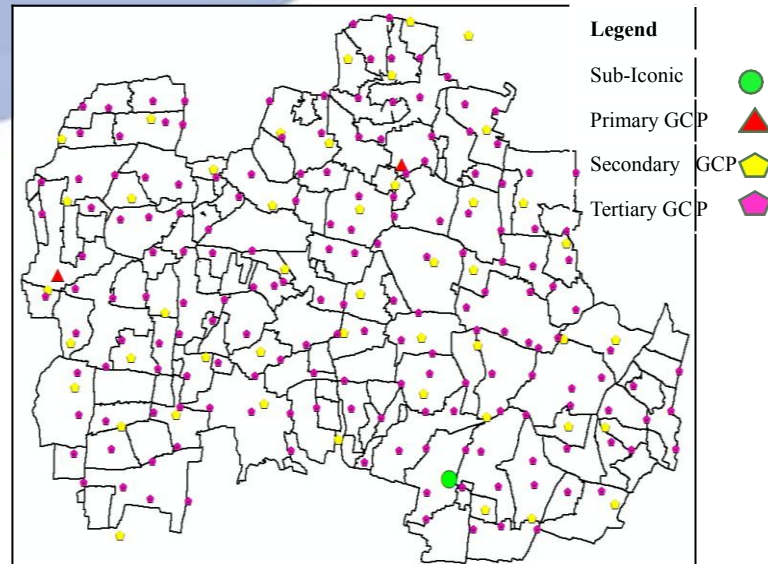 Legend
Sub-Iconic
Primary GCP
Secondary GCP
Tertiary GCP